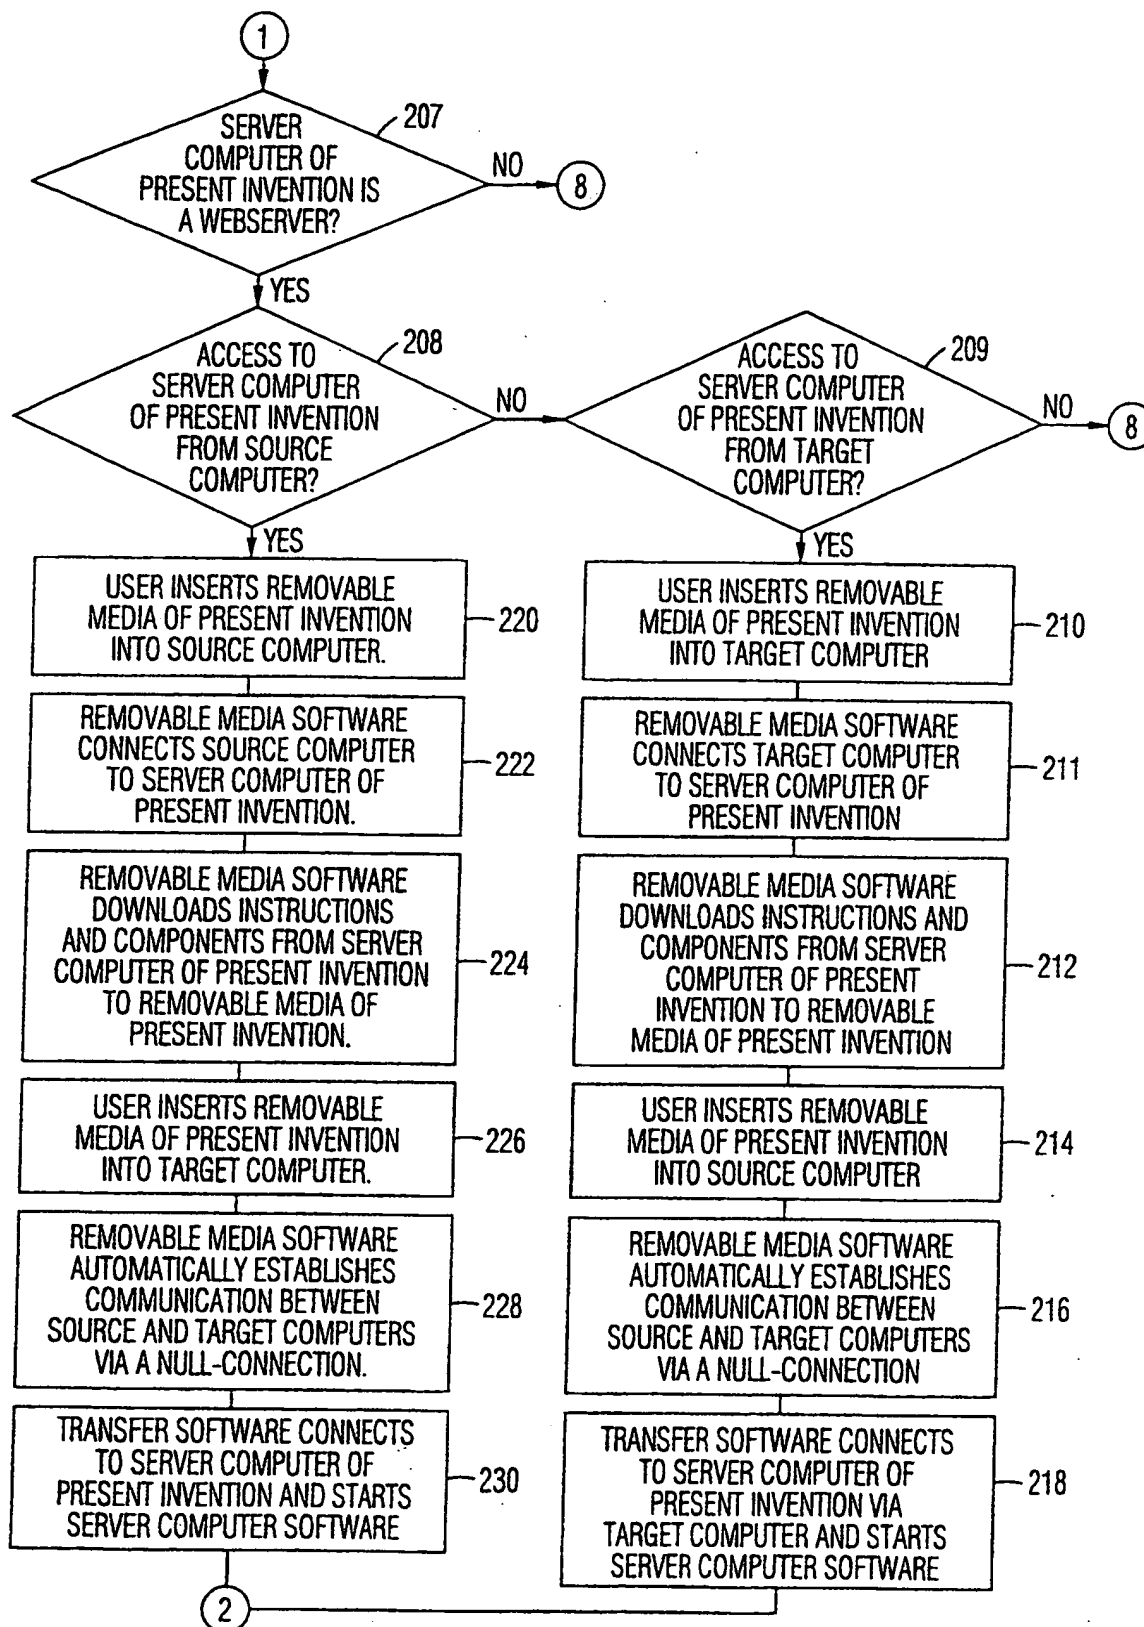 1
SERVER
COMPUTER OF
PRESENT INVENTION IS
A WEBSERVER?
207
NO
8
YES
ACCESS TO
SERVER COMPUTER
OF PRESENT INVENTION
FROM SOURCE
COMPUTER?
208
NO
ACCESS TO
SERVER COMPUTER
OF PRESENT INVENTION
FROM TARGET
COMPUTER?
209
NO
8
YES
USER INSERTS REMOVABLE
MEDIA OF PRESENT INVENTION
INTO SOURCE COMPUTER.
220
REMOVABLE MEDIA SOFTWARE
CONNECTS SOURCE COMPUTER
TO SERVER COMPUTER OF
PRESENT INVENTION.
222
REMOVABLE MEDIA SOFTWARE
DOWNLOADS INSTRUCTIONS
AND COMPONENTS FROM SERVER
COMPUTER OF PRESENT INVENTION
TO REMOVABLE MEDIA OF
PRESENT INVENTION.
224
USER INSERTS REMOVABLE
MEDIA OF PRESENT INVENTION
INTO TARGET COMPUTER.
226
REMOVABLE MEDIA SOFTWARE
AUTOMATICALLY ESTABLISHES
COMMUNICATION BETWEEN
SOURCE AND TARGET COMPUTERS
VIA A NULL-CONNECTION.
228
TRANSFER SOFTWARE CONNECTS
TO SERVER COMPUTER OF
PRESENT INVENTION AND STARTS
SERVER COMPUTER SOFTWARE
230
YES
USER INSERTS REMOVABLE
MEDIA OF PRESENT INVENTION
INTO TARGET COMPUTER
210
REMOVABLE MEDIA SOFTWARE
CONNECTS TARGET COMPUTER
TO SERVER COMPUTER OF
PRESENT INVENTION
211
REMOVABLE MEDIA SOFTWARE
DOWNLOADS INSTRUCTIONS AND
COMPONENTS FROM SERVER
COMPUTER OF PRESENT
INVENTION TO REMOVABLE
MEDIA OF PRESENT INVENTION
212
USER INSERTS REMOVABLE
MEDIA OF PRESENT INVENTION
INTO SOURCE COMPUTER
214
REMOVABLE MEDIA SOFTWARE
AUTOMATICALLY ESTABLISHES
COMMUNICATION BETWEEN
SOURCE AND TARGET COMPUTERS
VIA A NULL-CONNECTION
216
TRANSFER SOFTWARE CONNECTS
TO SERVER COMPUTER OF
PRESENT INVENTION VIA
TARGET COMPUTER AND STARTS
SERVER COMPUTER SOFTWARE
218
2